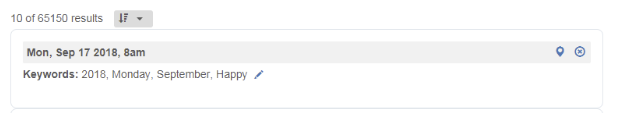 10 of 65150 results
Mon, Sep 17 2018, 8am
Keywords: 2018, Monday, September, Happy